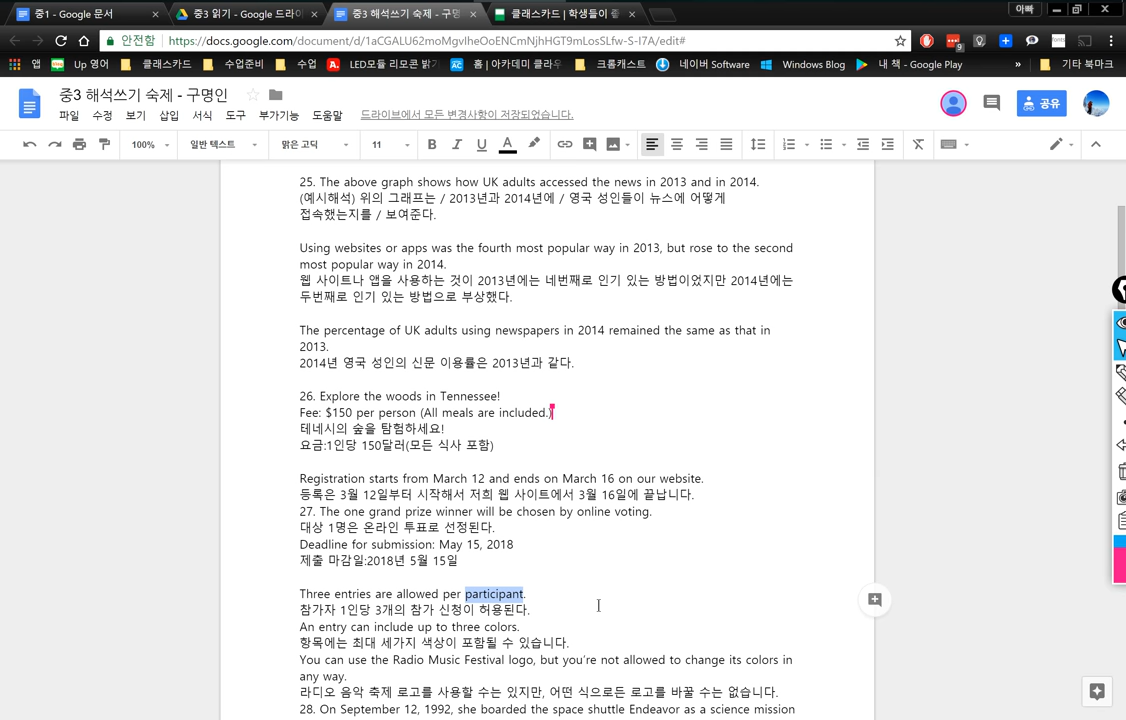 중1 - Google 문서
중3 읽기 - Google 드라이
중3 해석쓰기 숙제 - 구명
클래스카드 | 학생들이 좋
아빠
안전함
https://docs.google.com/document/d/1aCGALU62moMgvIheOoENCmNjhHGT9mLosSLfw-S-I7A/edit#
앱
Up 영어
클래스카드
수업준비
수업
LED모듈 리모콘 밝기
홈 | 아카데미 클라우
크롬캐스트
네이버 Software
Windows Blog
내 책 - Google Play
»
기타 북마크
중3 해석쓰기 숙제 - 구명인
파일 수정 보기 삽입 서식 도구 부가기능 도움말 드라이브에서 모든 변경사항이 저장되었습니다.
공유
100% 일반 텍스트 맑은 고딕 11 B I U A
25. The above graph shows how UK adults accessed the news in 2013 and in 2014.
(예시해석) 위의 그래프는 / 2013년과 2014년에 / 영국 성인들이 뉴스에 어떻게
접속했는지를 / 보여준다.
Using websites or apps was the fourth most popular way in 2013, but rose to the second
most popular way in 2014.
웹 사이트나 앱을 사용하는 것이 2013년에는 네번째로 인기 있는 방법이었지만 2014년에는
두번째로 인기 있는 방법으로 부상했다.
The percentage of UK adults using newspapers in 2014 remained the same as that in
2013.
2014년 영국 성인의 신문 이용률은 2013년과 같다.
26. Explore the woods in Tennessee!
Fee: $150 per person (All meals are included.)
테네시의 숲을 탐험하세요!
요금:1인당 150달러(모든 식사 포함)
Registration starts from March 12 and ends on March 16 on our website.
등록은 3월 12일부터 시작해서 저희 웹 사이트에서 3월 16일에 끝납니다.
27. The one grand prize winner will be chosen by online voting.
대상 1명은 온라인 투표로 선정된다.
Deadline for submission: May 15, 2018
제출 마감일:2018년 5월 15일
Three entries are allowed per participant.
참가자 1인당 3개의 참가 신청이 허용된다.
An entry can include up to three colors.
항목에는 최대 세가지 색상이 포함될 수 있습니다.
You can use the Radio Music Festival logo, but you're not allowed to change its colors in
any way.
라디오 음악 축제 로고를 사용할 수는 있지만, 어떤 식으로든 로고를 바꿀 수는 없습니다.
28. On September 12, 1992, she boarded the space shuttle Endeavor as a science mission